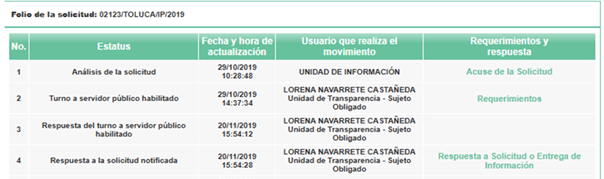 Folio de la solicitud: 02123/TOLUCA/IP/2019
No. Estatus Fecha y hora de actualización Usuario que realiza el movimiento Requerimientos y respuesta
1 Análisis de la solicitud 29/10/2019 10:28:48 UNIDAD DE INFORMACIÓN Acuse de la Solicitud
2 Turno a servidor público habilitado 29/10/2019 14:37:34 LORENA NAVARRETE CASTAÑEDA Unidad de Transparencia - Sujeto Obligado Requerimientos
3 Respuesta del turno a servidor público habilitado 20/11/2019 15:54:12 LORENA NAVARRETE CASTAÑEDA Unidad de Transparencia - Sujeto Obligado
4 Respuesta a la solicitud notificada 20/11/2019 15:54:28 LORENA NAVARRETE CASTAÑEDA Unidad de Transparencia - Sujeto Obligado Respuesta a Solicitud o Entrega de Información